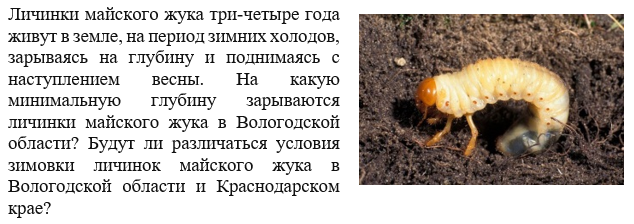 Личинки майского жука три-четыре года
живут в земле, на период зимних холодов,
зарываясь на глубину и поднимаясь с
наступлением весны. На какую
минимальную глубину зарываются
личинки майского жука в Вологодской
области? Будут ли различаться условия
зимовки личинок майского жука в
Вологодской области и Краснодарском
крае?